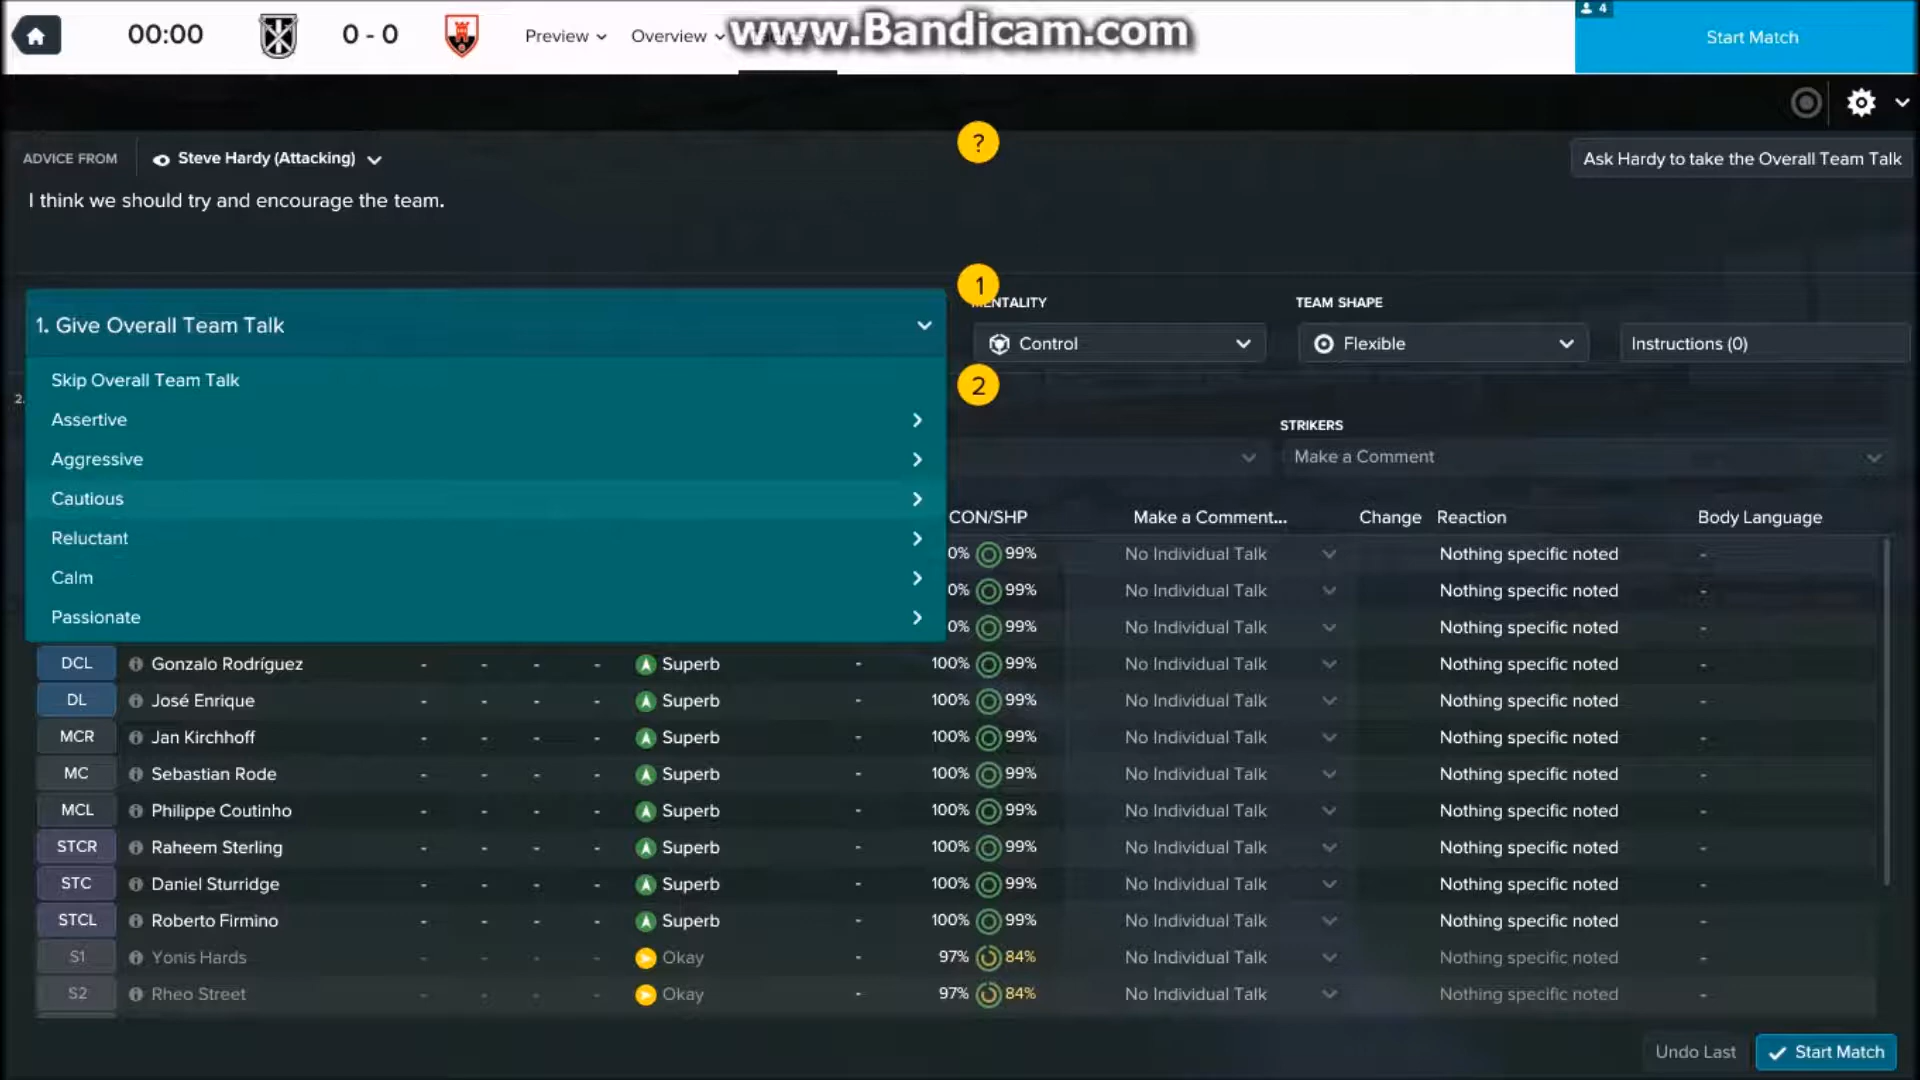 00:00 0 - 0 Preview Overview www.Bandicam.com 4 Start Match
ADVICE FROM Steve Hardy (Attacking) ? Ask Hardy to take the Overall Team Talk
I think we should try and encourage the team.
1. Give Overall Team Talk
1
MENTALITY TEAM SHAPE
Control Flexible Instructions (0)
Skip Overall Team Talk
2
2.
Assertive
STRIKERS
Make a Comment
Aggressive
Cautious
Reluctant
Calm
Passionate
CON/SHP Make a Comment... Change Reaction Body Language
0% 99% No Individual Talk Nothing specific noted -
0% 99% No Individual Talk Nothing specific noted -
0% 99% No Individual Talk Nothing specific noted -
DCL Gonzalo Rodríguez - - - - Superb - 100% 99% No Individual Talk Nothing specific noted -
DL José Enrique - - - - Superb - 100% 99% No Individual Talk Nothing specific noted -
MCR Jan Kirchhoff - - - - Superb - 100% 99% No Individual Talk Nothing specific noted -
MC Sebastian Rode - - - - Superb - 100% 99% No Individual Talk Nothing specific noted -
MCL Philippe Coutinho - - - - Superb - 100% 99% No Individual Talk Nothing specific noted -
STCR Raheem Sterling - - - - Superb - 100% 99% No Individual Talk Nothing specific noted -
STC Daniel Sturridge - - - - Superb - 100% 99% No Individual Talk Nothing specific noted -
STCL Roberto Firmino - - - - Superb - 100% 99% No Individual Talk Nothing specific noted -
S1 Yonis Hards - - - - Okay - 97% 84% No Individual Talk Nothing specific noted -
S2 Rheo Street - - - - Okay - 97% 84% No Individual Talk Nothing specific noted -
Undo Last Start Match